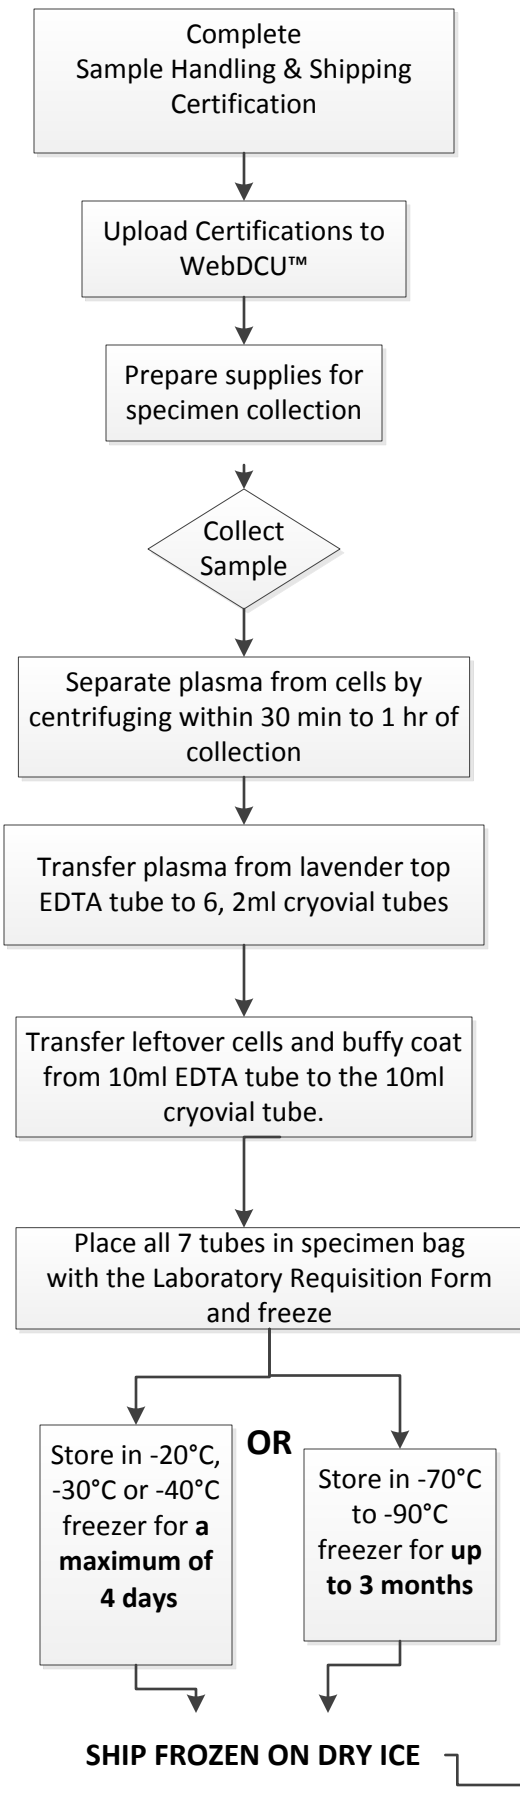 Complete
Sample Handling & Shipping
Certification
Upload Certifications to
WebDCU™
Prepare supplies for
specimen collection
Collect
Sample
Separate plasma from cells by
centrifuging within 30 min to 1 hr of
collection
Transfer plasma from lavender top
EDTA tube to 6, 2ml cryovial tubes
Transfer leftover cells and buffy coat
from 10ml EDTA tube to the 10ml
cryovial tube.
Place all 7 tubes in specimen bag
with the Laboratory Requisition Form
and freeze
Store in -20°C,
-30°C or -40°C
freezer for a
maximum of
4 days
OR
Store in -70°C
to -90°C
freezer for up
to 3 months
SHIP FROZEN ON DRY ICE